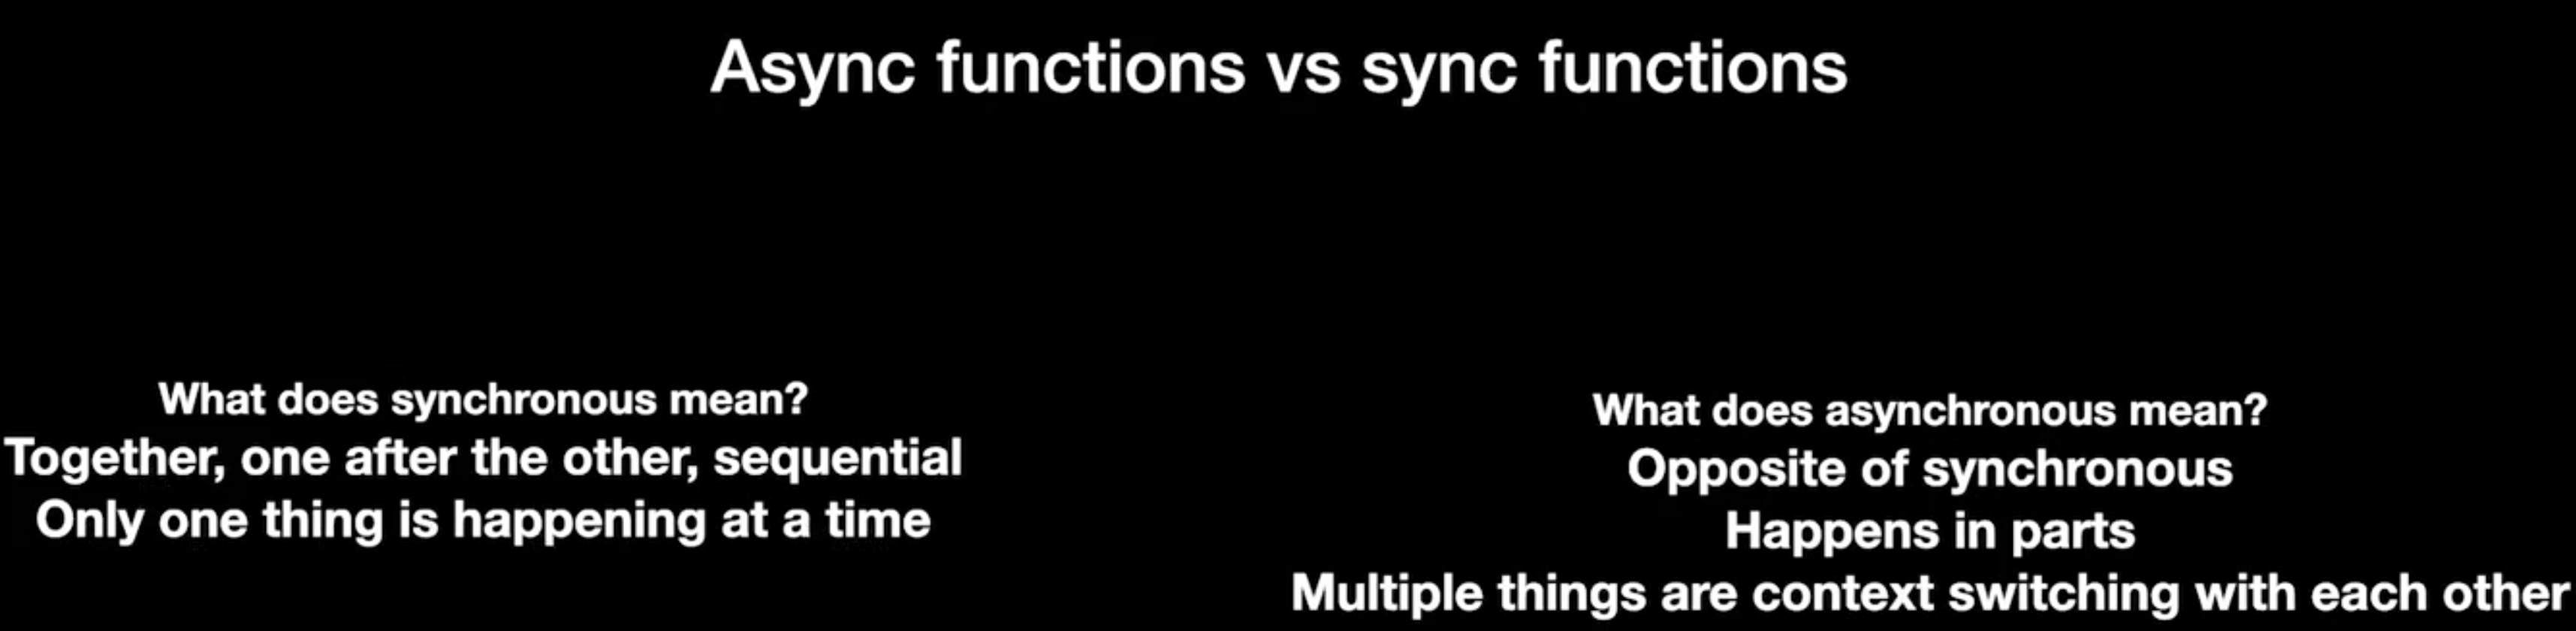 Async functions vs sync functions
What does synchronous mean?
Together, one after the other, sequential
Only one thing is happening at a time
What does asynchronous mean?
Opposite of synchronous
Happens in parts
Multiple things are context switching with each other